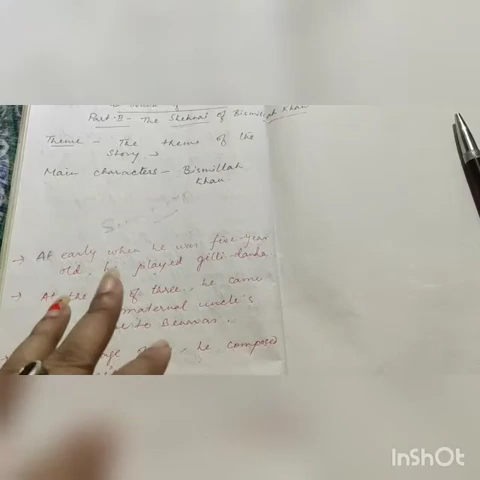 Part-II - The Shehnai of Bismillah Khan
Theme - The theme of the
Story →
Main characters - Bismillah
Khan.
→ At early when he was five-year
old, he played gilli-danda
→ At the of three, he came
maternal uncle's
to Benaras.
age , he composed
InShOt